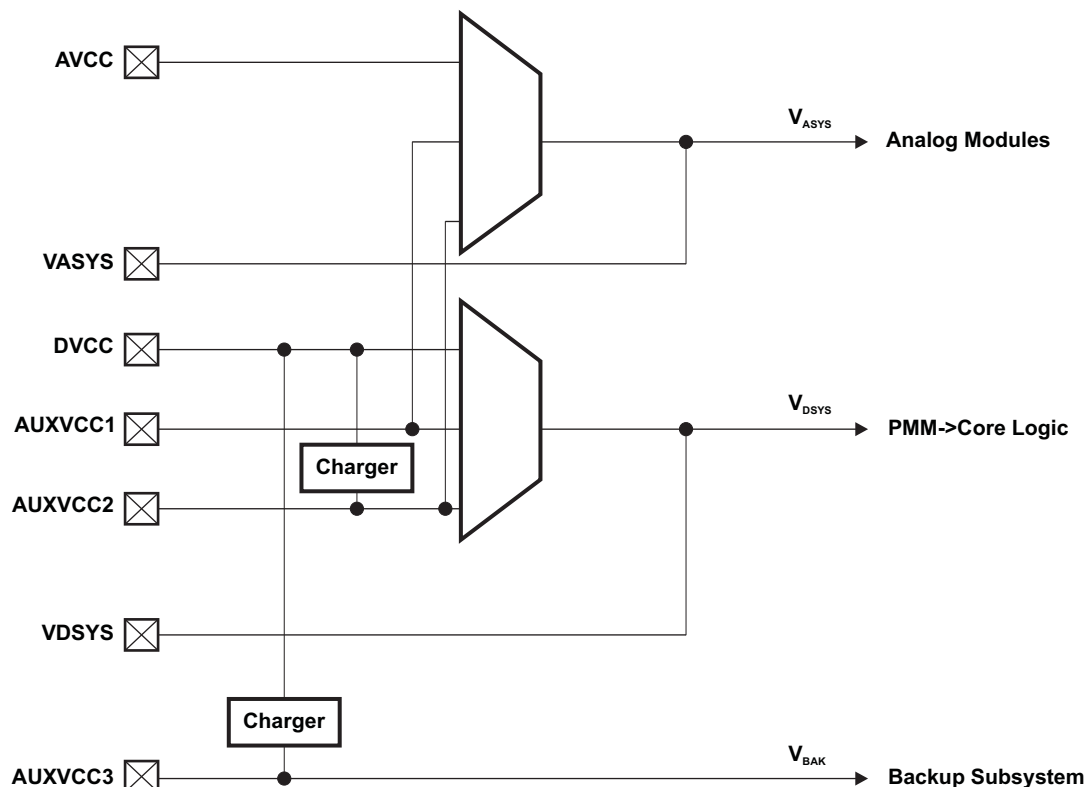 AVCC
V_ASYS
Analog Modules
VASYS
DVCC
AUXVCC1
V_DSYS
PMM->Core Logic
Charger
AUXVCC2
VDSYS
Charger
AUXVCC3
V_BAK
Backup Subsystem